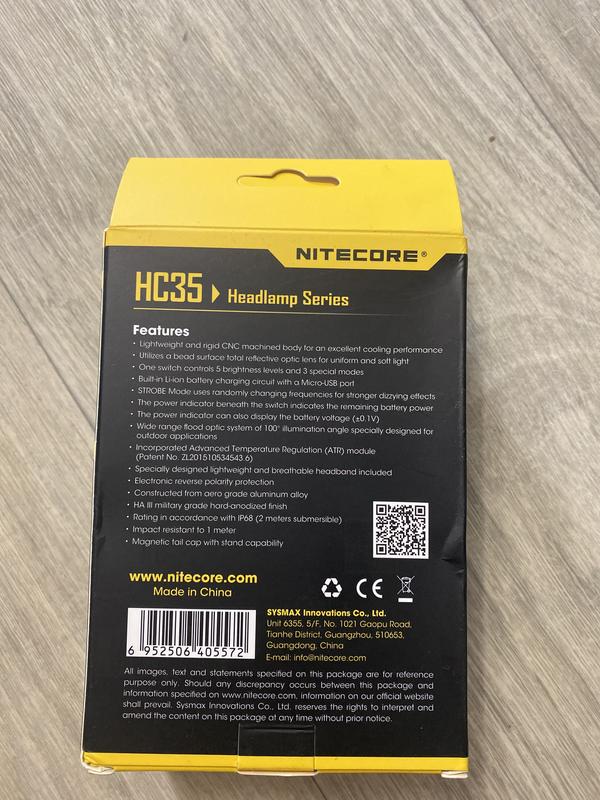 NITECORE®
HC35 Headlamp Series
Features
• Lightweight and rigid CNC machined body for an excellent cooling performance
• Utilizes a bead surface total reflective optic lens for uniform and soft light
• One switch controls 5 brightness levels and 3 special modes
• Built-in Li-ion battery charging circuit with a Micro-USB port
• STROBE Mode uses randomly changing frequencies for stronger dizzying effects
• The power indicator beneath the switch indicates the remaining battery power
• The power indicator can also display the battery voltage (±0.1V)
• Wide range flood optic system of 100° illumination angle specially designed for
outdoor applications
• Incorporated Advanced Temperature Regulation (ATR) module
(Patent No. ZL201510534543.6)
• Specially designed lightweight and breathable headband included
• Electronic reverse polarity protection
• Constructed from aero grade aluminum alloy
• HA III military grade hard-anodized finish
• Rating in accordance with IP68 (2 meters submersible)
• Impact resistant to 1 meter
• Magnetic tail cap with stand capability
www.nitecore.com
Made in China
CE
6 952506 405572
SYSMAX Innovations Co., Ltd.
Unit 6355, 5/F, No. 1021 Gaopu Road,
Tianhe District, Guangzhou, 510653,
Guangdong, China
E-mail: info@nitecore.com
All images, text and statements specified on this package are for reference
purpose only. Should any discrepancy occurs between this package and
information specified on www.nitecore.com, information on our official website
shall prevail. Sysmax Innovations Co., Ltd. reserves the rights to interpret and
amend the content on this package at any time without prior notice.